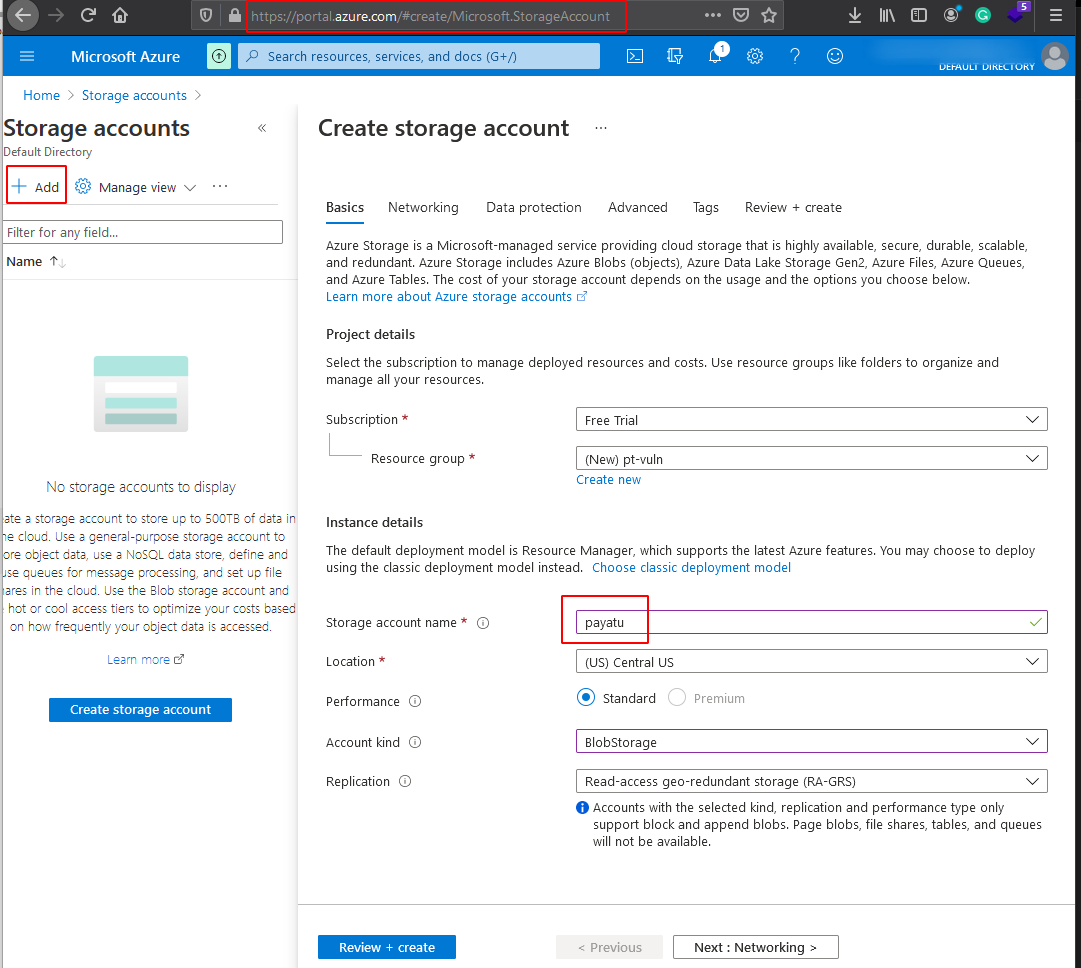 https://portal.azure.com/#create/Microsoft.StorageAccount
5
Microsoft Azure
Search resources, services, and docs (G+/)
1
DEFAULT DIRECTORY
Home > Storage accounts >
Storage accounts
«
Default Directory
+ Add
Manage view
...
Filter for any field...
Name ↑↓
No storage accounts to display
ate a storage account to store up to 500TB of data in
he cloud. Use a general-purpose storage account to
ore object data, use a NoSQL data store, define and
use queues for message processing, and set up file
ares in the cloud. Use the Blob storage account and
hot or cool access tiers to optimize your costs based
on how frequently your object data is accessed.
Learn more
Create storage account
Create storage account
...
Basics Networking Data protection Advanced Tags Review + create
Azure Storage is a Microsoft-managed service providing cloud storage that is highly available, secure, durable, scalable,
and redundant. Azure Storage includes Azure Blobs (objects), Azure Data Lake Storage Gen2, Azure Files, Azure Queues,
and Azure Tables. The cost of your storage account depends on the usage and the options you choose below.
Learn more about Azure storage accounts
Project details
Select the subscription to manage deployed resources and costs. Use resource groups like folders to organize and
manage all your resources.
Subscription *
Free Trial
Resource group *
(New) pt-vuln
Create new
Instance details
The default deployment model is Resource Manager, which supports the latest Azure features. You may choose to deploy
using the classic deployment model instead. Choose classic deployment model
Storage account name *
payatu
Location *
(US) Central US
Performance
Standard Premium
Account kind
BlobStorage
Replication
Read-access geo-redundant storage (RA-GRS)
Accounts with the selected kind, replication and performance type only
support block and append blobs. Page blobs, file shares, tables, and queues
will not be available.
Review + create
< Previous
Next : Networking >